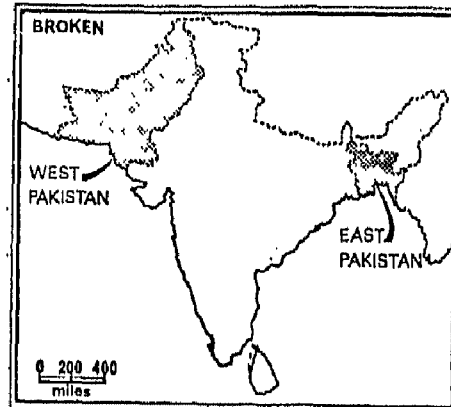 BROKEN
WEST
PAKISTAN
EAST
PAKISTAN
0 200 400
miles